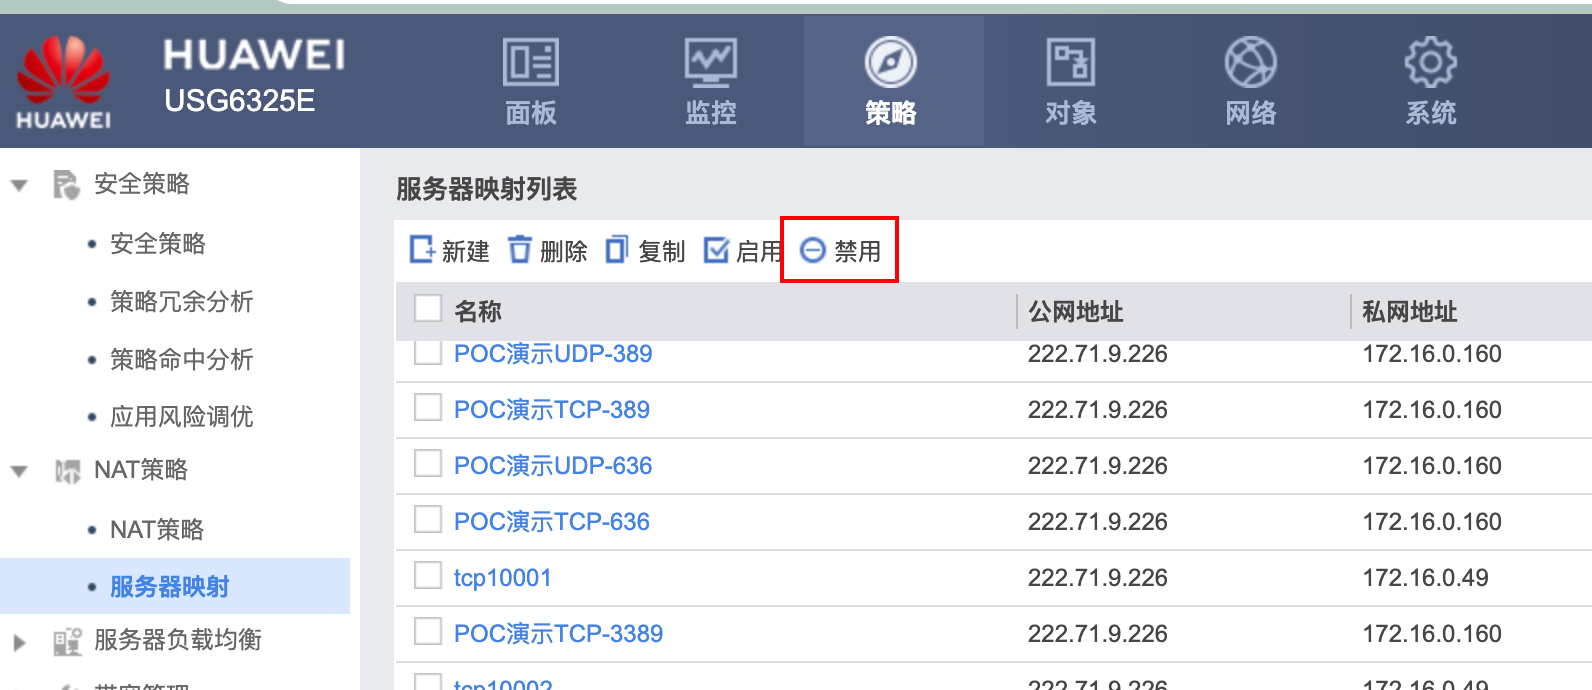 HUAWEI
HUAWEI
USG6325E
面板
监控
策略
对象
网络
系统
安全策略
安全策略
策略冗余分析
策略命中分析
应用风险调优
NAT策略
NAT策略
服务器映射
服务器负载均衡
带宽管理
服务器映射列表
新建 删除 复制 启用 禁用
名称 公网地址 私网地址
POC演示UDP-389 222.71.9.226 172.16.0.160
POC演示TCP-389 222.71.9.226 172.16.0.160
POC演示UDP-636 222.71.9.226 172.16.0.160
POC演示TCP-636 222.71.9.226 172.16.0.160
tcp10001 222.71.9.226 172.16.0.49
POC演示TCP-3389 222.71.9.226 172.16.0.160
tcp10002 222.71.9.226 172.16.0.49